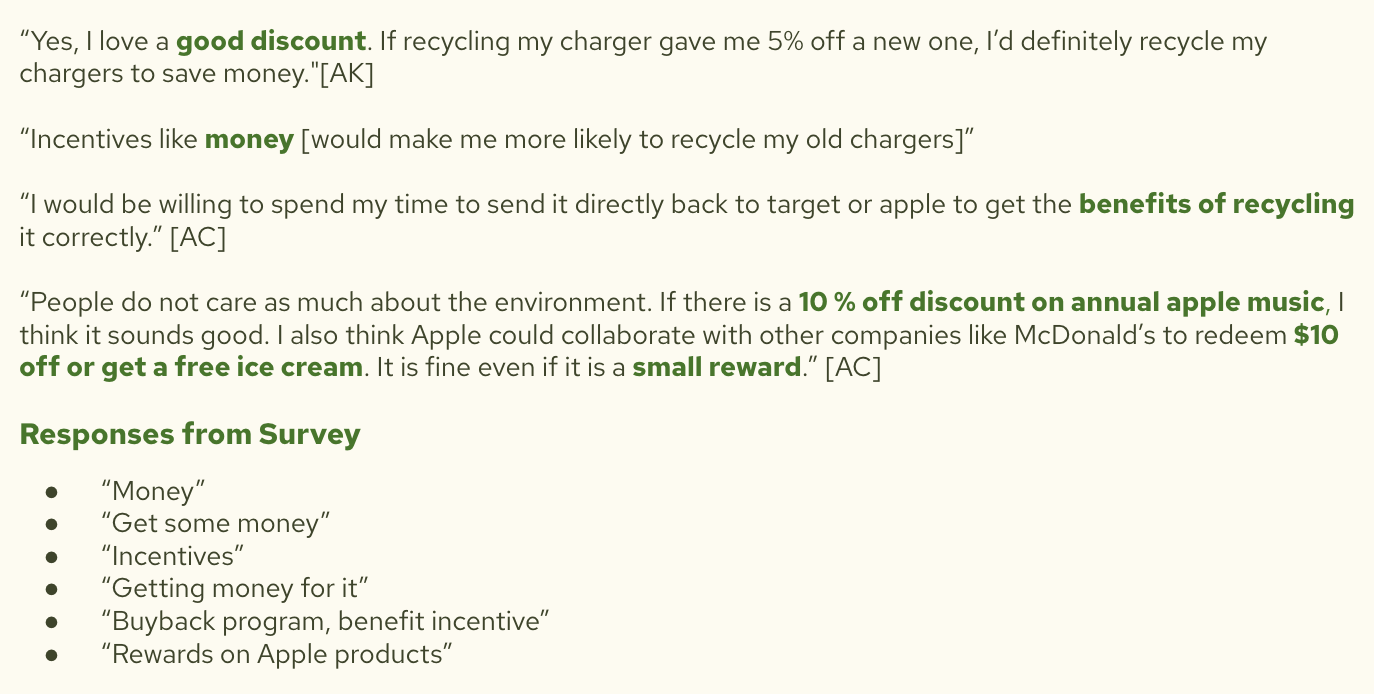 “Yes, I love a good discount. If recycling my charger gave me 5% off a new one, I’d definitely recycle my
chargers to save money."[AK]
“Incentives like money [would make me more likely to recycle my old chargers]”
“I would be willing to spend my time to send it directly back to target or apple to get the benefits of recycling
it correctly.” [AC]
“People do not care as much about the environment. If there is a 10 % off discount on annual apple music, I
think it sounds good. I also think Apple could collaborate with other companies like McDonald’s to redeem $10
off or get a free ice cream. It is fine even if it is a small reward.” [AC]
Responses from Survey
● “Money”
● “Get some money”
● “Incentives”
● “Getting money for it”
● “Buyback program, benefit incentive”
● “Rewards on Apple products”